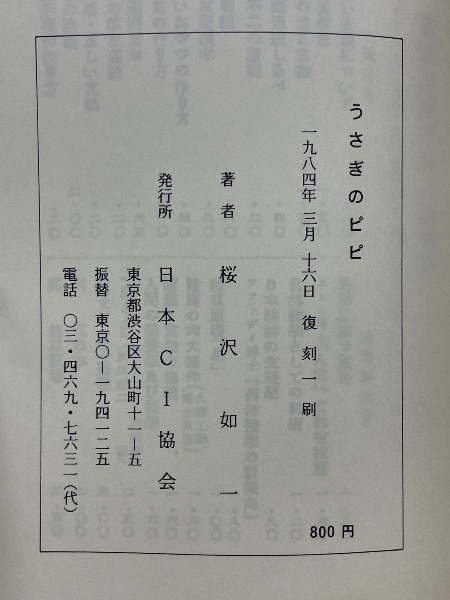 うさぎのピピ
一九八四年 三月 十六日 復刻一刷
800円
著者 桜沢如一
発行所 日本CI協会
東京都渋谷区大山町十一—五
振替 東京〇—一九四一二五
電話 〇三・四六九・七六三一(代)